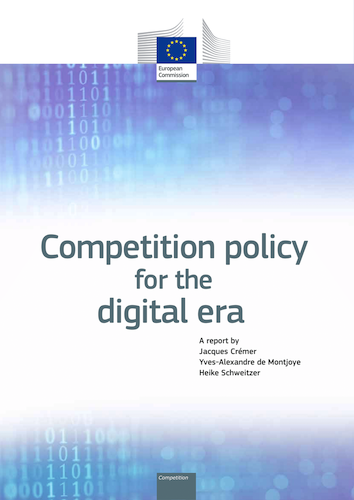 European
Commission
Competition policy
for the
digital era
A report by
Jacques Crémer
Yves-Alexandre de Montjoye
Heike Schweitzer
Competition